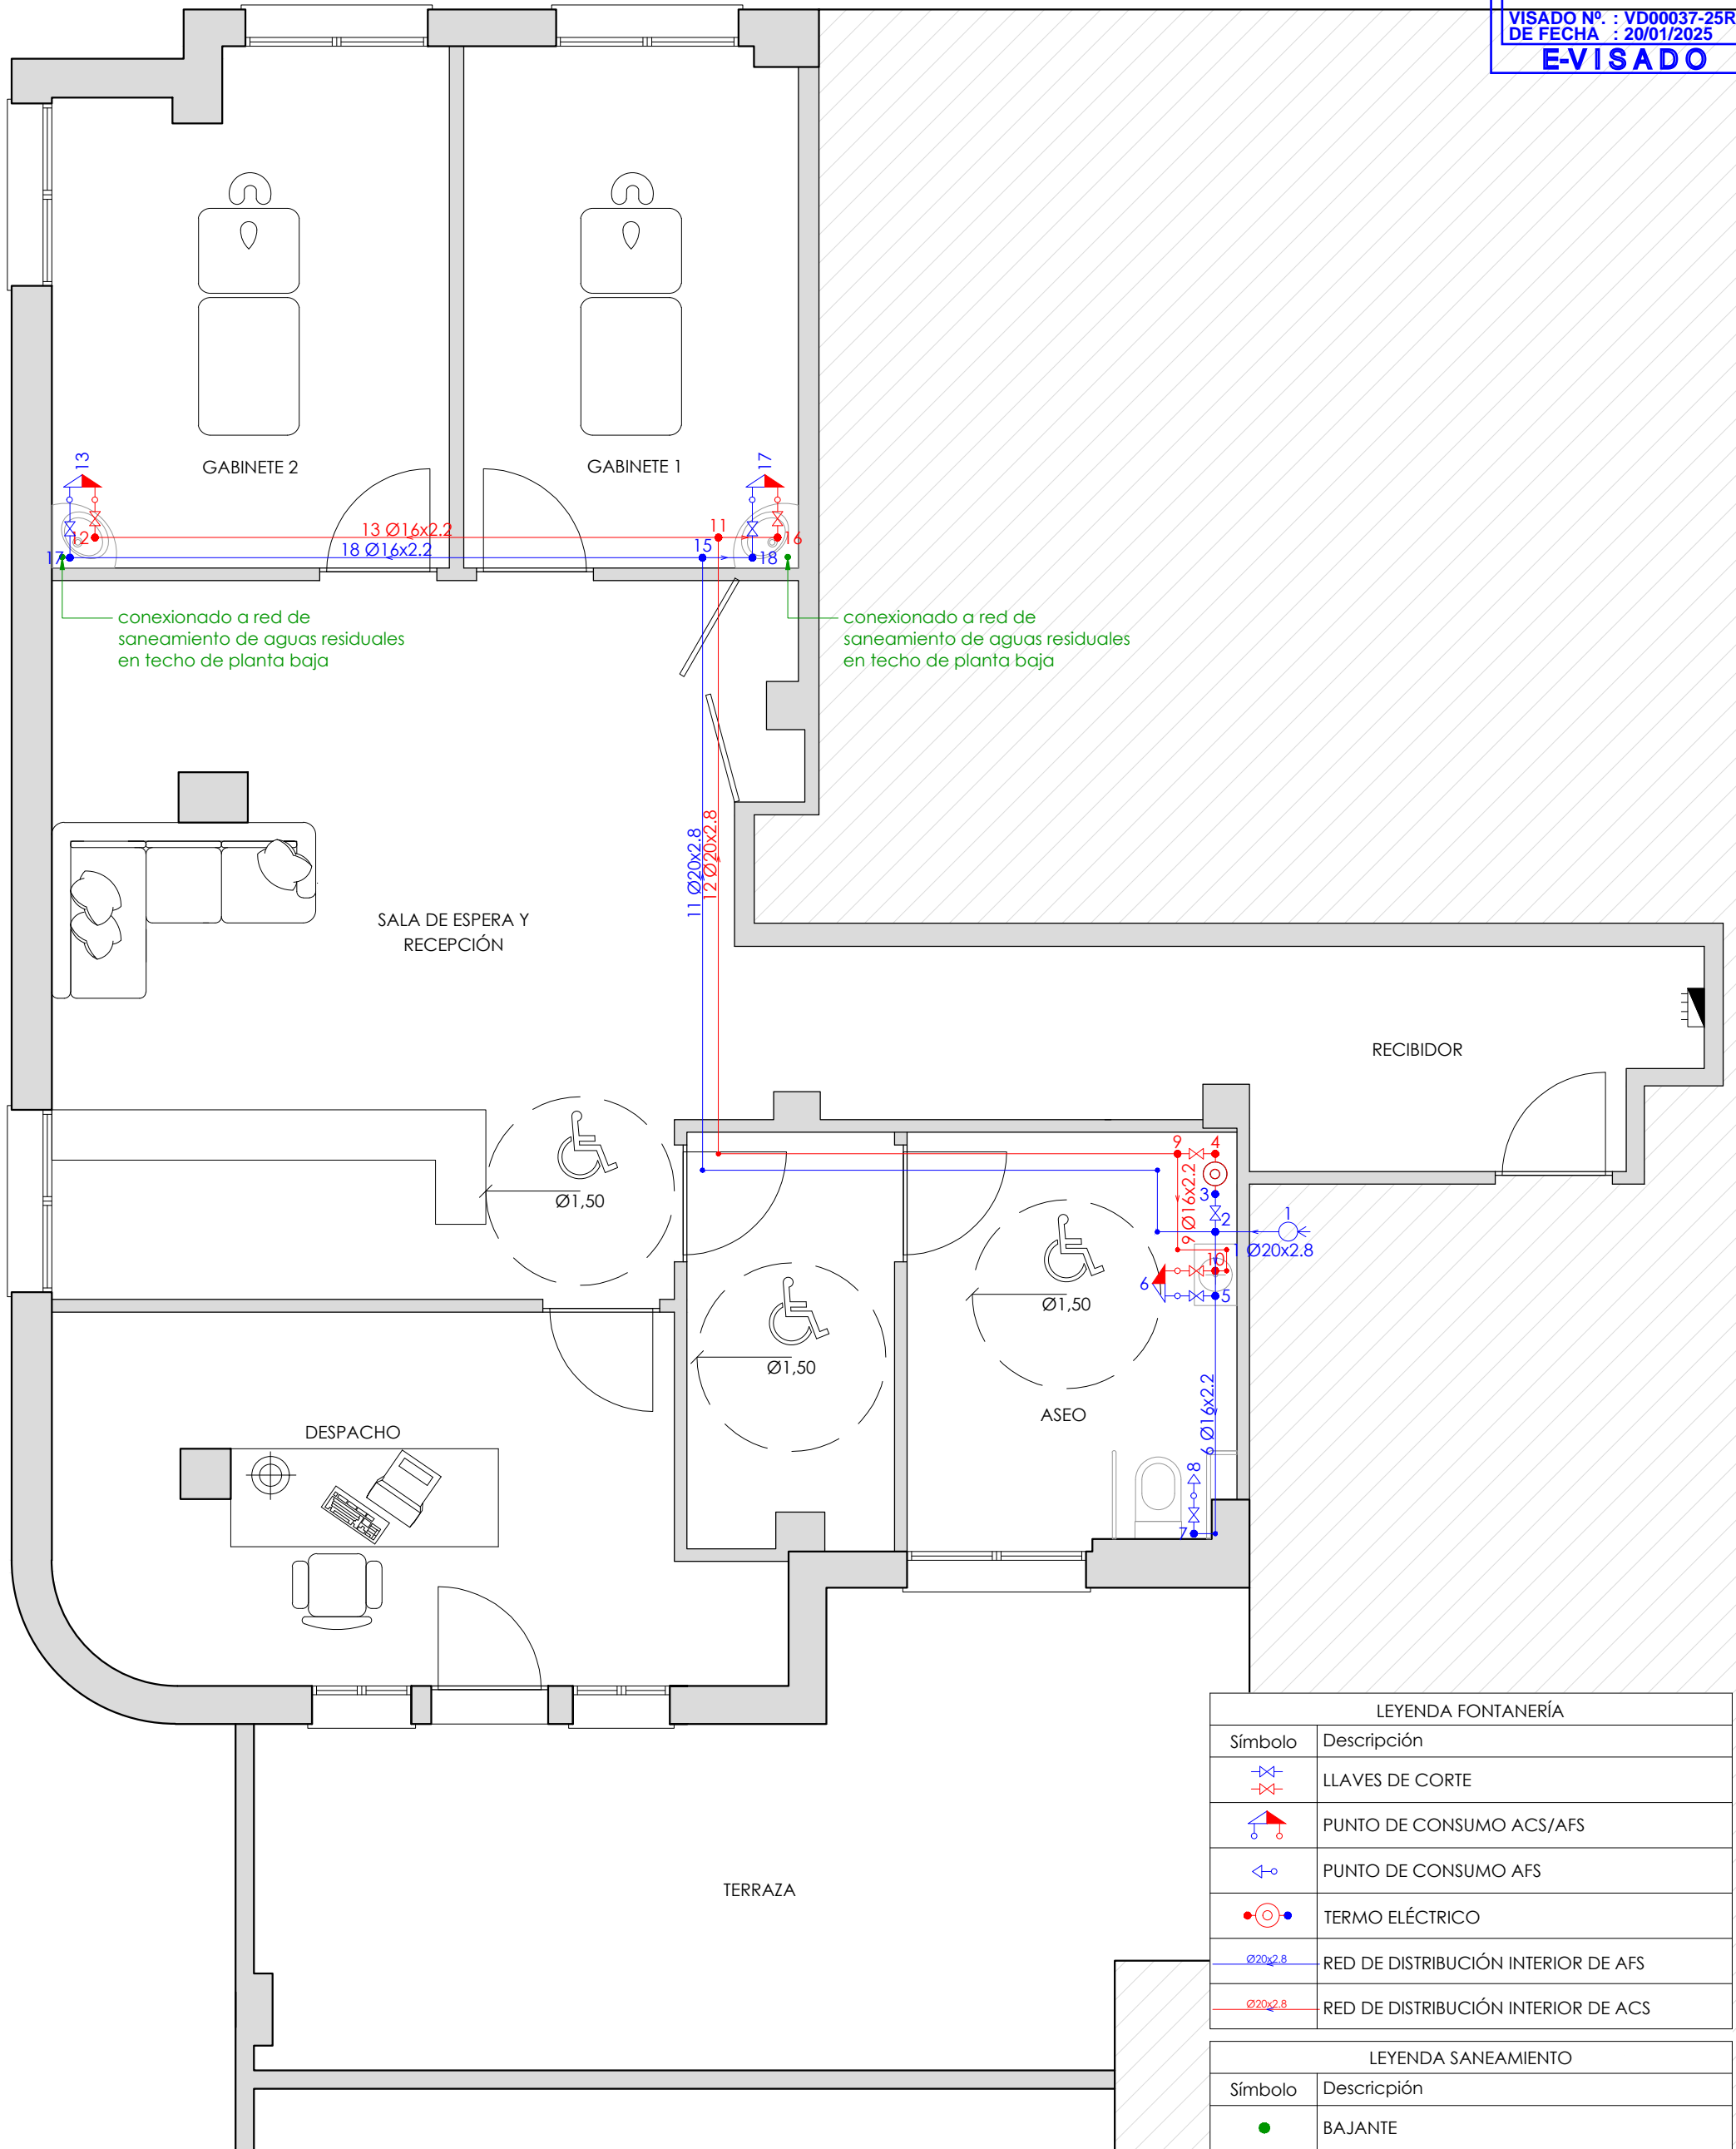 VISADO Nº. : VD00037-25R
DE FECHA : 20/01/2025
E-VISADO
GABINETE 2
GABINETE 1
13
17
12
13 Ø16x2.2
11
16
17
18 Ø16x2.2
15
18
conexionado a red de
saneamiento de aguas residuales
en techo de planta baja
conexionado a red de
saneamiento de aguas residuales
en techo de planta baja
11 Ø20x2.8
12 Ø20x2.8
SALA DE ESPERA Y
RECEPCIÓN
RECIBIDOR
9
4
9 Ø16x2.2
3
2
1
1 Ø20x2.8
10
6
5
Ø1,50
Ø1,50
Ø1,50
6 Ø16x2.2
ASEO
8
7
DESPACHO
TERRAZA
LEYENDA FONTANERÍA
Símbolo Descripción
LLAVES DE CORTE
PUNTO DE CONSUMO ACS/AFS
PUNTO DE CONSUMO AFS
TERMO ELÉCTRICO
Ø20x2.8 RED DE DISTRIBUCIÓN INTERIOR DE AFS
Ø20x2.8 RED DE DISTRIBUCIÓN INTERIOR DE ACS
LEYENDA SANEAMIENTO
Símbolo Descricpión
BAJANTE